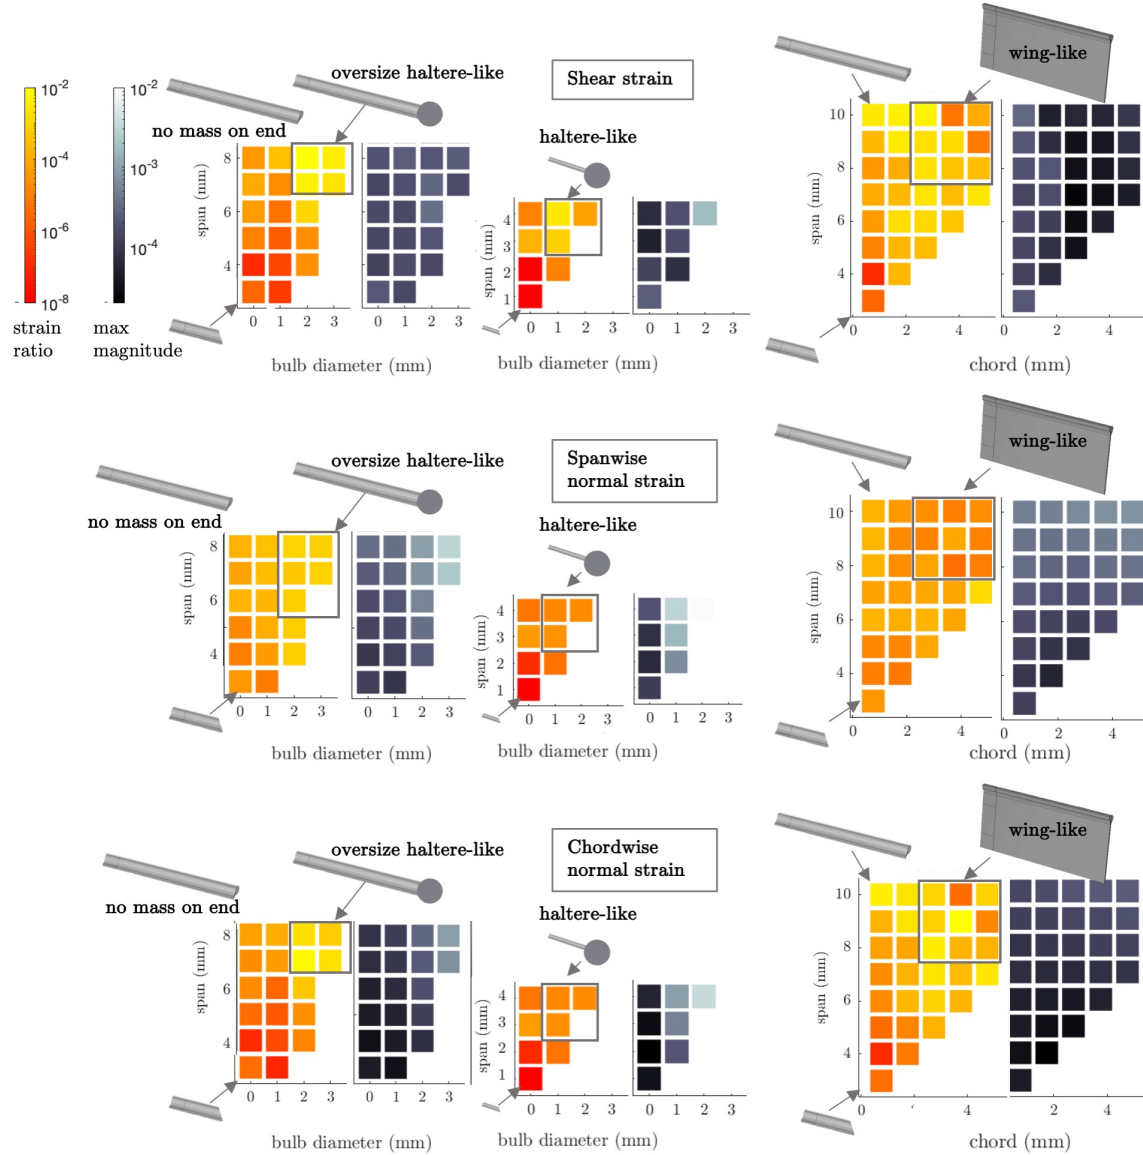 oversize haltere-like
Shear strain
wing-like
no mass on end
haltere-like
10⁻²
10⁻⁴
10⁻⁶
10⁻⁸
strain
ratio
10⁻²
10⁻³
10⁻⁴
max
magnitude
span (mm)
8
6
4
0 1 2 3
0 1 2 3
bulb diameter (mm)
span (mm)
4
3
2
1
0 1 2 3
0 1 2 3
bulb diameter (mm)
span (mm)
10
8
6
4
0 2 4
0 2 4
chord (mm)
oversize haltere-like
Spanwise
normal strain
wing-like
no mass on end
haltere-like
span (mm)
8
6
4
0 1 2 3
0 1 2 3
bulb diameter (mm)
span (mm)
4
3
2
1
0 1 2 3
0 1 2 3
bulb diameter (mm)
span (mm)
10
8
6
4
0 2 4
0 2 4
chord (mm)
oversize haltere-like
Chordwise
normal strain
wing-like
no mass on end
haltere-like
span (mm)
8
6
4
0 1 2 3
0 1 2 3
bulb diameter (mm)
span (mm)
4
3
2
1
0 1 2 3
0 1 2 3
bulb diameter (mm)
span (mm)
10
8
6
4
0 4
2 4
chord (mm)